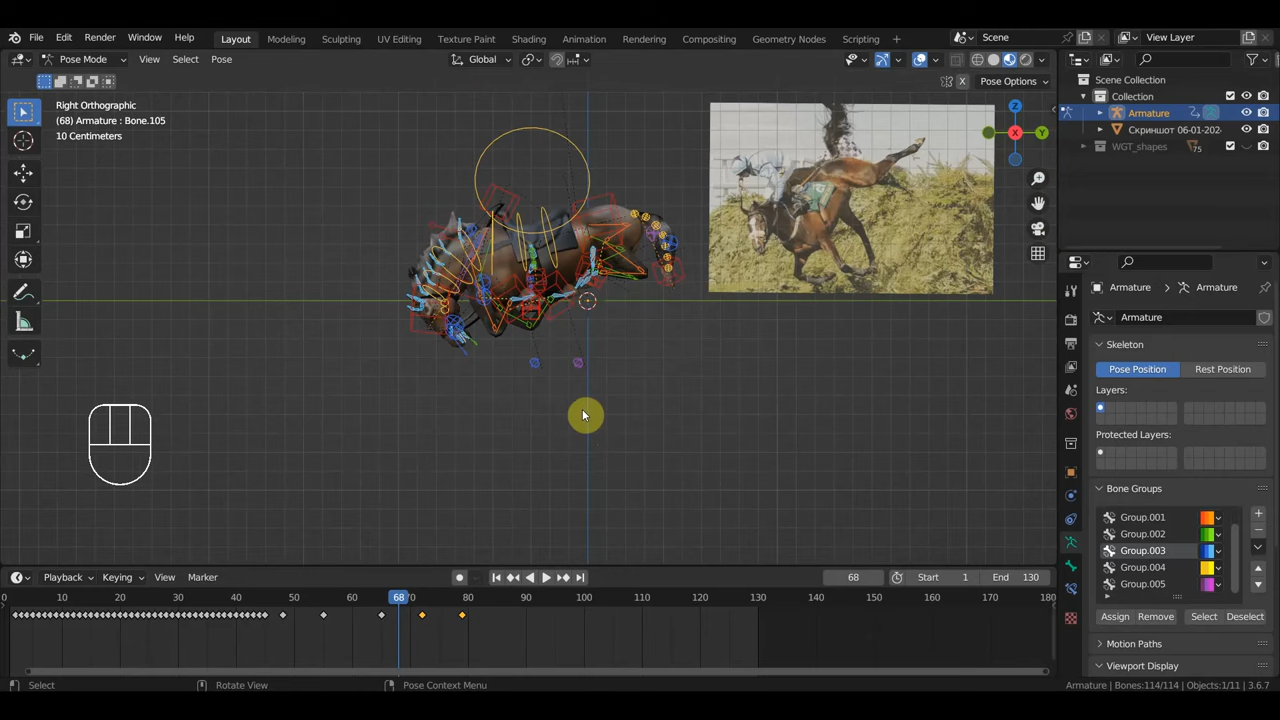 File Edit Render Window Help Layout Modeling Sculpting UV Editing Texture Paint Shading Animation Rendering Compositing Geometry Nodes Scripting Scene View Layer
Pose Mode View Select Pose Global
X Pose Options
Right Orthographic
(68) Armature : Bone.105
10 Centimeters
Z
Y
X
Scene Collection
Collection
Armature
Скриншот 06-01-202
WGT_shapes 75
Armature Armature
Armature
Skeleton
Pose Position Rest Position
Layers:
Protected Layers:
Bone Groups
Group.001
Group.002
Group.003
Group.004
Group.005
Assign Remove Select Deselect
Motion Paths
Viewport Display
Playback Keying View Marker 68 Start 1 End 130
0 10 20 30 40 50 60 68 70 80 90 100 110 120 130 140 150 160 170 180
Select Rotate View Pose Context Menu Armature | Bones:114/114 | Objects:1/11 | 3.6.7